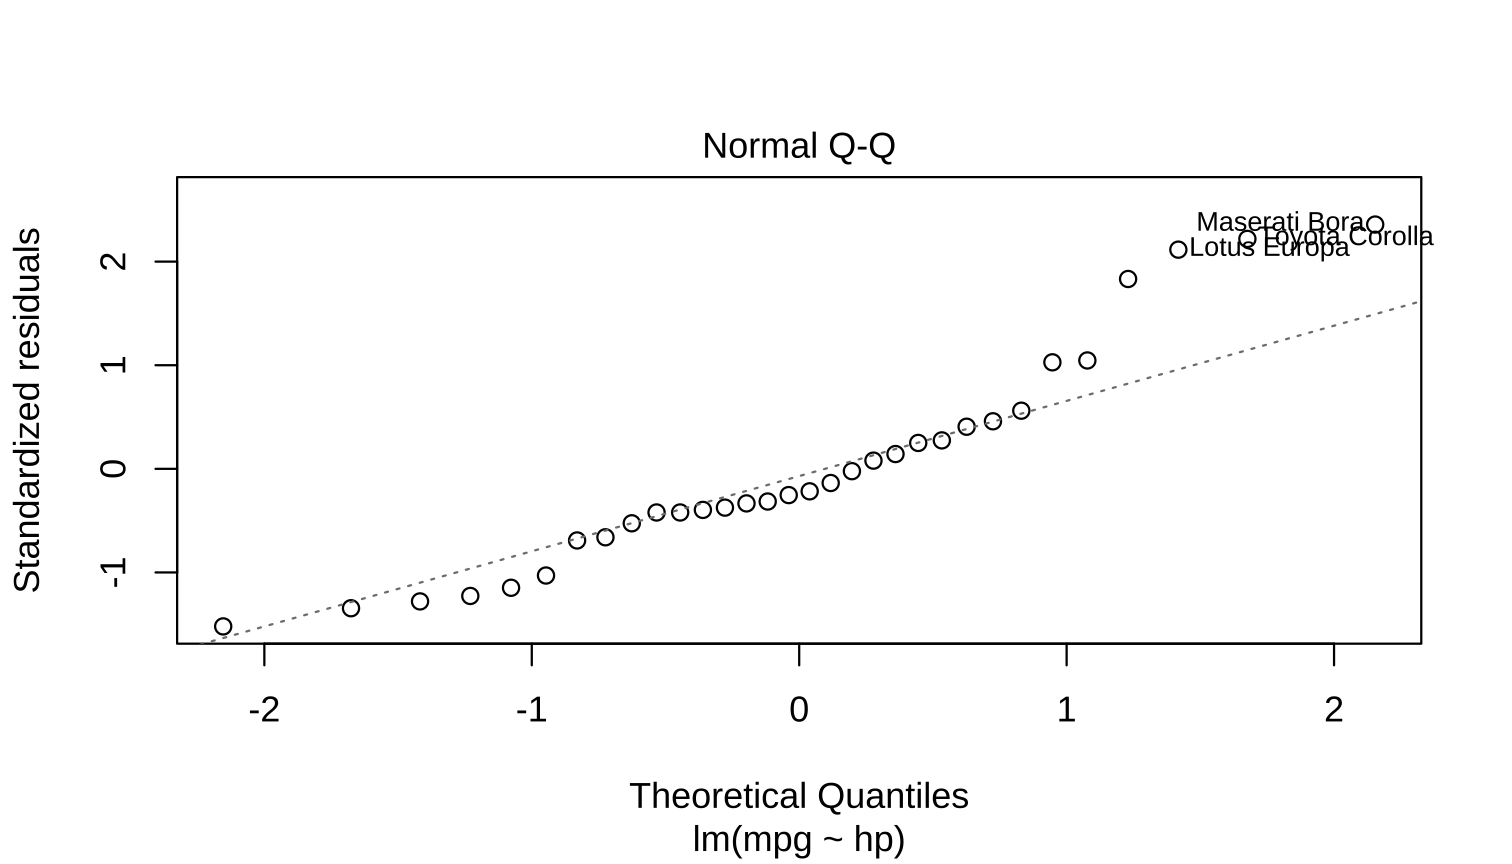 Normal Q-Q
Standardized residuals
2
1
0
-1
Maserati Bora
Toyota Corolla
Lotus Europa
-2
-1
0
1
2
Theoretical Quantiles
lm(mpg ~ hp)